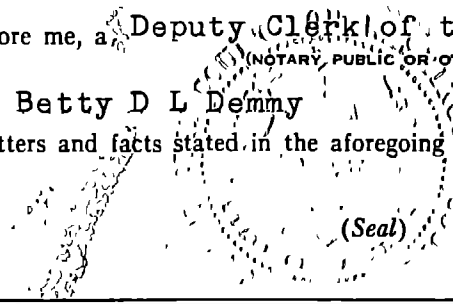 ore me, a Deputy Clerk of t
(NOTARY PUBLIC OR O
Betty D L Demmy
tters and facts stated in the aforegoing
(Seal)